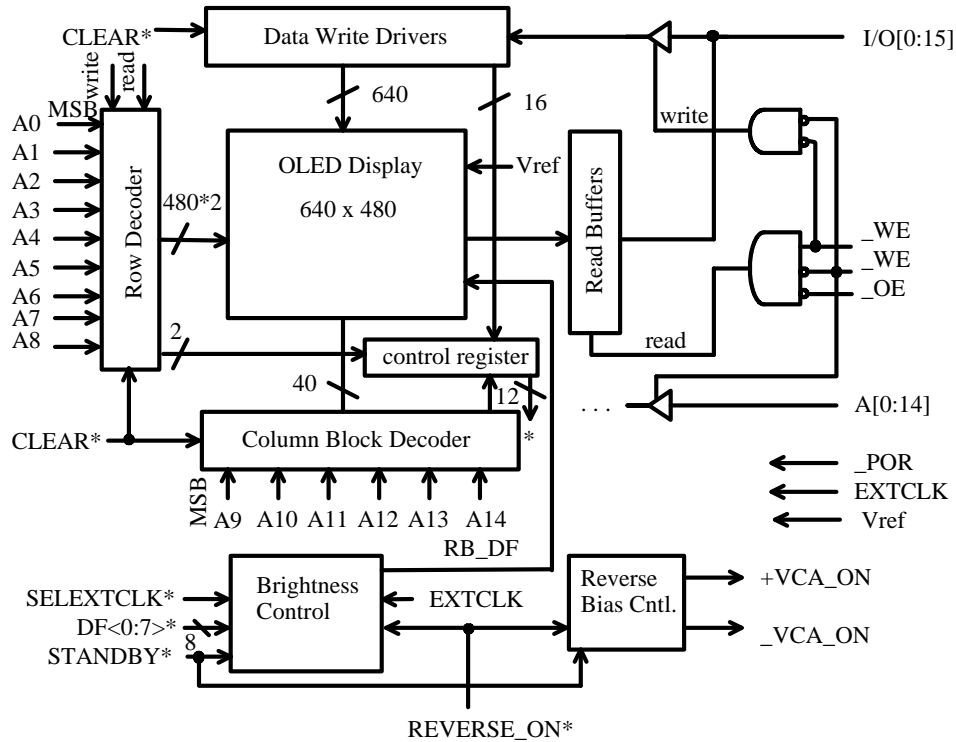 CLEAR*
Data Write Drivers
I/O[0:15]
write
read
640
16
MSB
A0
A1
A2
A3
A4
A5
A6
A7
A8
Row Decoder
480*2
OLED Display
640 x 480
Vref
Read Buffers
write
_WE
_WE
_OE
read
2
control register
40
12
*
. . .
A[0:14]
CLEAR*
Column Block Decoder
MSB
A9
A10
A11
A12
A13
A14
_POR
EXTCLK
Vref
RB_DF
SELEXTCLK*
DF<0:7>*
8
STANDBY*
Brightness
Control
EXTCLK
Reverse
Bias Cntl.
+VCA_ON
_VCA_ON
REVERSE_ON*